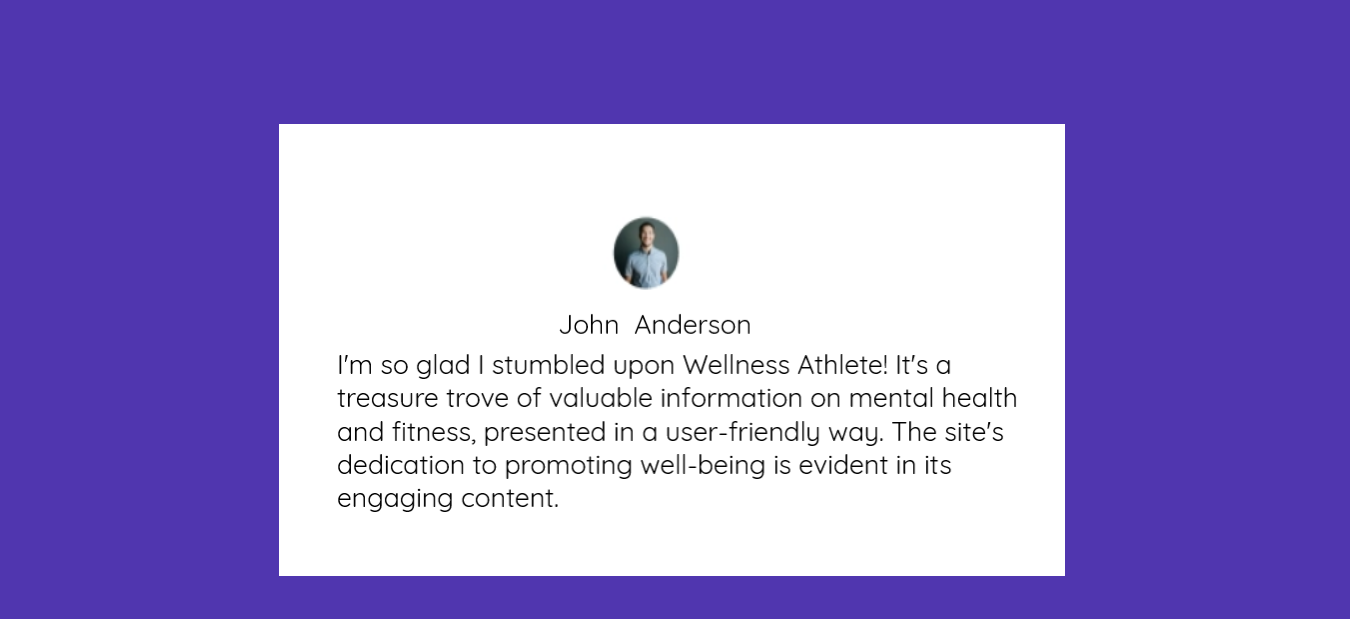 John  Anderson
I'm so glad I stumbled upon Wellness Athlete! It's a
treasure trove of valuable information on mental health
and fitness, presented in a user-friendly way. The site's
dedication to promoting well-being is evident in its
engaging content.